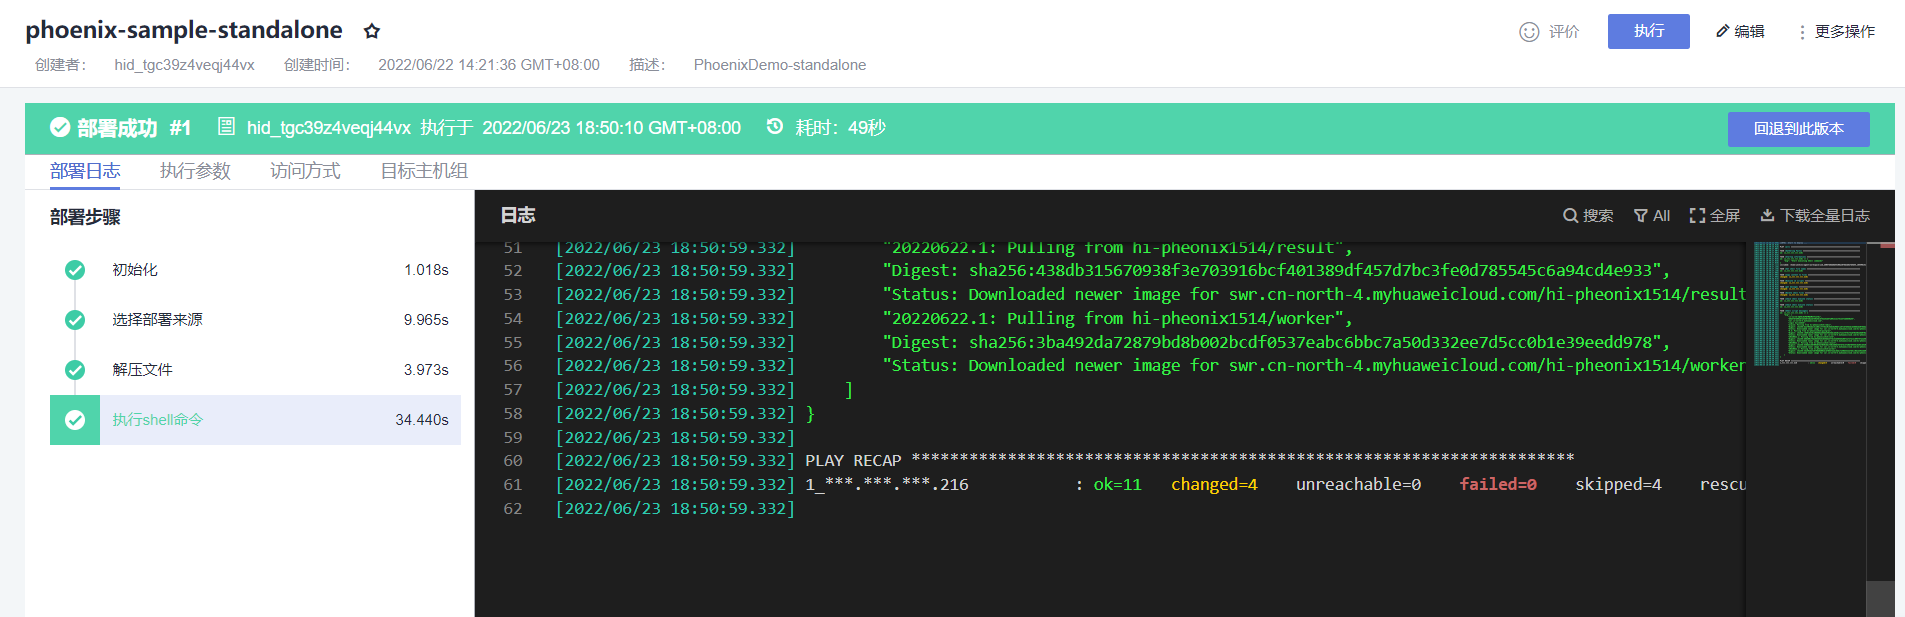 phoenix-sample-standalone
评价 执行 编辑 更多操作
创建者： hid_tgc39z4veqj44vx 创建时间： 2022/06/22 14:21:36 GMT+08:00 描述： PhoenixDemo-standalone
部署成功 #1 hid_tgc39z4veqj44vx 执行于 2022/06/23 18:50:10 GMT+08:00 耗时：49秒 回退到此版本
部署日志 执行参数 访问方式 目标主机组
部署步骤
初始化 1.018s
选择部署来源 9.965s
解压文件 3.973s
执行shell命令 34.440s
日志 搜索 All 全屏 下载全量日志
51 [2022/06/23 18:50:59.332] "20220622.1: Pulling from hi-pheonix1514/result",
52 [2022/06/23 18:50:59.332] "Digest: sha256:438db315670938f3e703916bcf401389df457d7bc3fe0d785545c6a94cd4e933",
53 [2022/06/23 18:50:59.332] "Status: Downloaded newer image for swr.cn-north-4.myhuaweicloud.com/hi-pheonix1514/result
54 [2022/06/23 18:50:59.332] "20220622.1: Pulling from hi-pheonix1514/worker",
55 [2022/06/23 18:50:59.332] "Digest: sha256:3ba492da72879bd8b002bcdf0537eabc6bbc7a50d332ee7d5cc0b1e39eedd978",
56 [2022/06/23 18:50:59.332] "Status: Downloaded newer image for swr.cn-north-4.myhuaweicloud.com/hi-pheonix1514/worker
57 [2022/06/23 18:50:59.332] ]
58 [2022/06/23 18:50:59.332] }
59 [2022/06/23 18:50:59.332]
60 [2022/06/23 18:50:59.332] PLAY RECAP *********************************************************************
61 [2022/06/23 18:50:59.332] 1_***.***.***.216 : ok=11 changed=4 unreachable=0 failed=0 skipped=4 rescu
62 [2022/06/23 18:50:59.332]